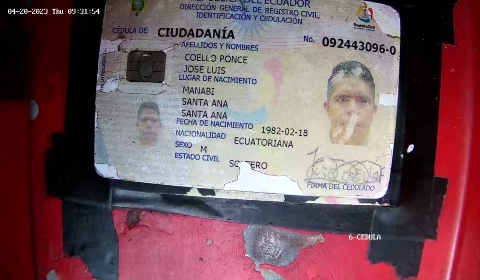 04-20-2023 Thu 09:31:54
DEL ECUADOR
DIRECCIÓN GENERAL DE REGISTRO CIVIL,
IDENTIFICACIÓN Y CEDULACIÓN
CÉDULA DE CIUDADANÍA No. 092443096-0
APELLIDOS Y NOMBRES
COELLO PONCE
JOSE LUIS
LUGAR DE NACIMIENTO
MANABI
SANTA ANA
SANTA ANA
FECHA DE NACIMIENTO 1982-02-18
NACIONALIDAD ECUATORIANA
SEXO M
ESTADO CIVIL
FIRMA DEL CEDULADO
6-CEDULA